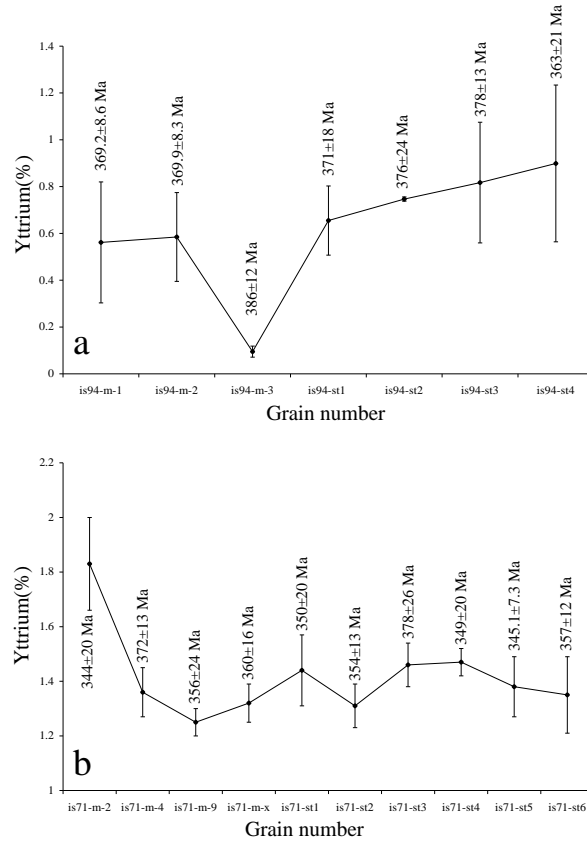 1.4
1.2
1
0.8
0.6
0.4
0.2
0
Yttrium(%)
369.2±8.6 Ma
369.9±8.3 Ma
386±12 Ma
371±18 Ma
376±24 Ma
378±13 Ma
363±21 Ma
a
is94-m-1 is94-m-2 is94-m-3 is94-st1 is94-st2 is94-st3 is94-st4
Grain number
2.2
2
1.8
1.6
1.4
1.2
1
Yttrium(%)
344±20 Ma
372±13 Ma
356±24 Ma
360±16 Ma
350±20 Ma
354±13 Ma
378±26 Ma
349±20 Ma
345.1±7.3 Ma
357±12 Ma
b
is71-m-2 is71-m-4 is71-m-9 is71-m-x is71-st1 is71-st2 is71-st3 is71-st4 is71-st5 is71-st6
Grain number